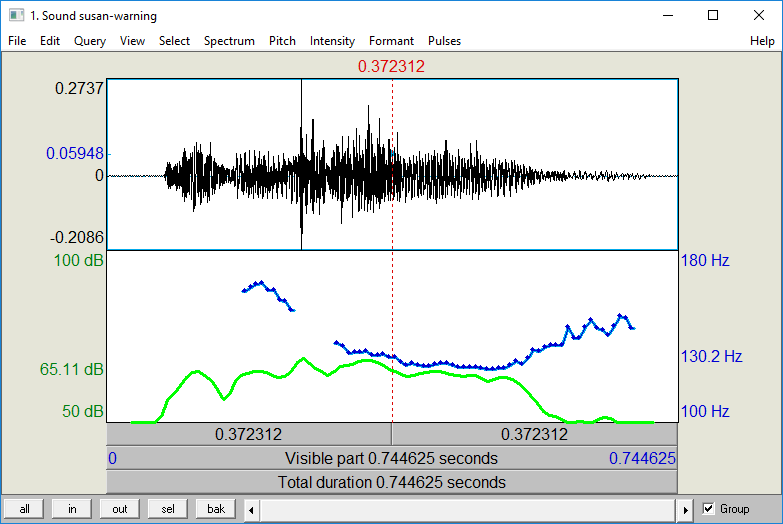 1. Sound susan-warning
File Edit Query View Select Spectrum Pitch Intensity Formant Pulses Help
0.372312
0.2737
0.05948
0
-0.2086
100 dB 180 Hz
65.11 dB 130.2 Hz
50 dB 100 Hz
0.372312 0.372312
0 Visible part 0.744625 seconds 0.744625
Total duration 0.744625 seconds
all in out sel bak Group